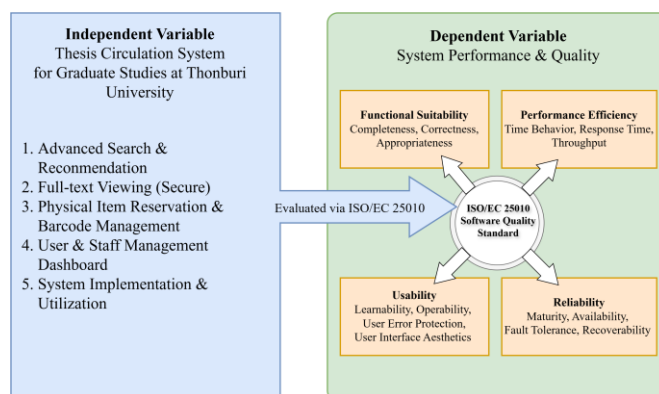 Independent Variable
Thesis Circulation System
for Graduate Studies at Thonburi
University
1. Advanced Search &
Reconmendation
2. Full-text Viewing (Secure)
3. Physical Item Reservation &
Barcode Management
4. User & Staff Management
Dashboard
5. System Implementation &
Utilization
Evaluated via ISO/EC 25010
Dependent Variable
System Performance & Quality
Functional Suitability
Completeness, Correctness,
Appropriateness
Performance Efficiency
Time Behavior, Response Time,
Throughput
ISO/EC 25010
Software Quality
Standard
Usability
Learnability, Operability,
User Error Protection,
User Interface Aesthetics
Reliability
Maturity, Availability,
Fault Tolerance, Recoverability